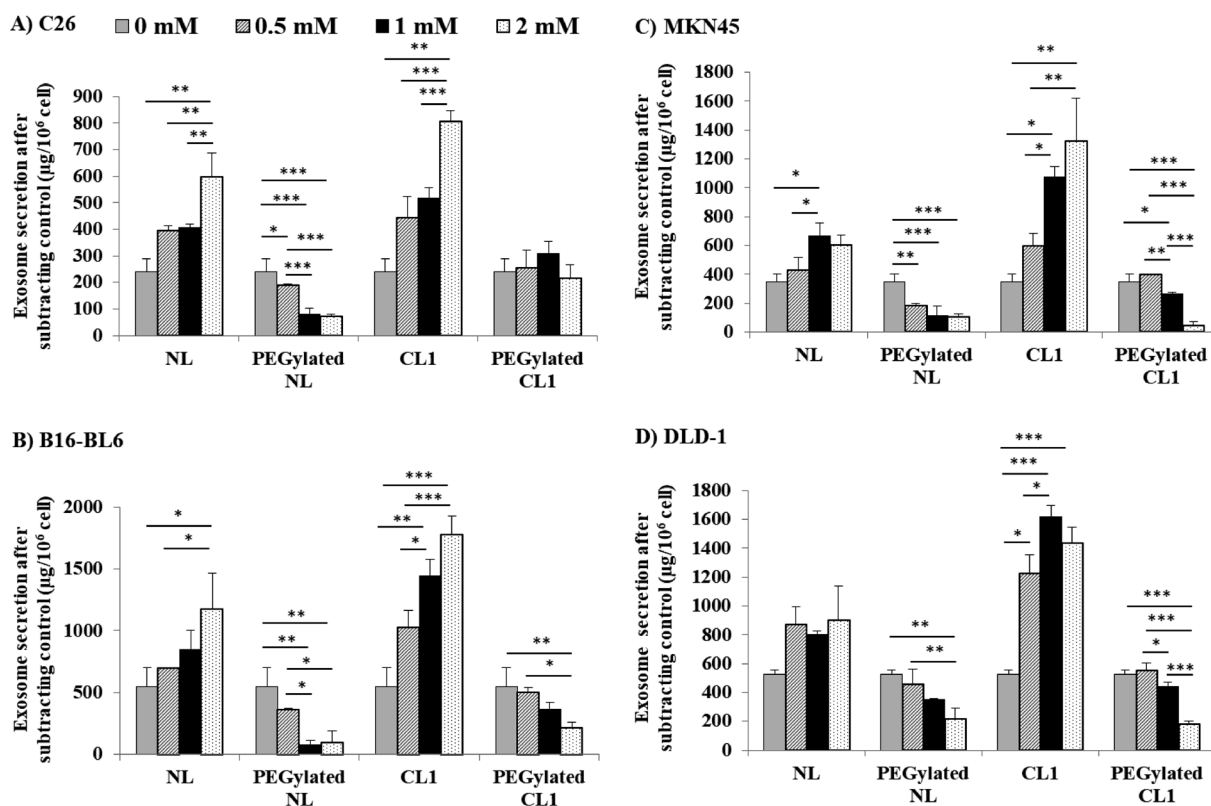 A) C26
0 mM
0.5 mM
1 mM
2 mM
Exosome secretion atfer
subtracting control (µg/10⁶ cell)
900
800
700
600
500
400
300
200
100
0
**
**
**
***
***
*
***
***
**
***
***
NL
PEGylated
NL
CL1
PEGylated
CL1
B) B16-BL6
Exosome secretion after
subtracting control (µg/10⁶ cell)
2000
1500
1000
500
0
*
*
**
**
*
*
***
***
**
*
**
*
NL
PEGylated
NL
CL1
PEGylated
CL1
C) MKN45
Exosome secretion after
subtracting control (µg/10⁶ cell)
1800
1600
1400
1200
1000
800
600
400
200
0
*
*
***
***
**
**
**
*
*
***
***
*
**
***
NL
PEGylated
NL
CL1
PEGylated
CL1
D) DLD-1
Exosome secretion after
subtracting control (µg/10⁶ cell)
1800
1600
1400
1200
1000
800
600
400
200
0
**
**
***
***
*
*
***
***
*
***
NL
PEGylated
NL
CL1
PEGylated
CL1